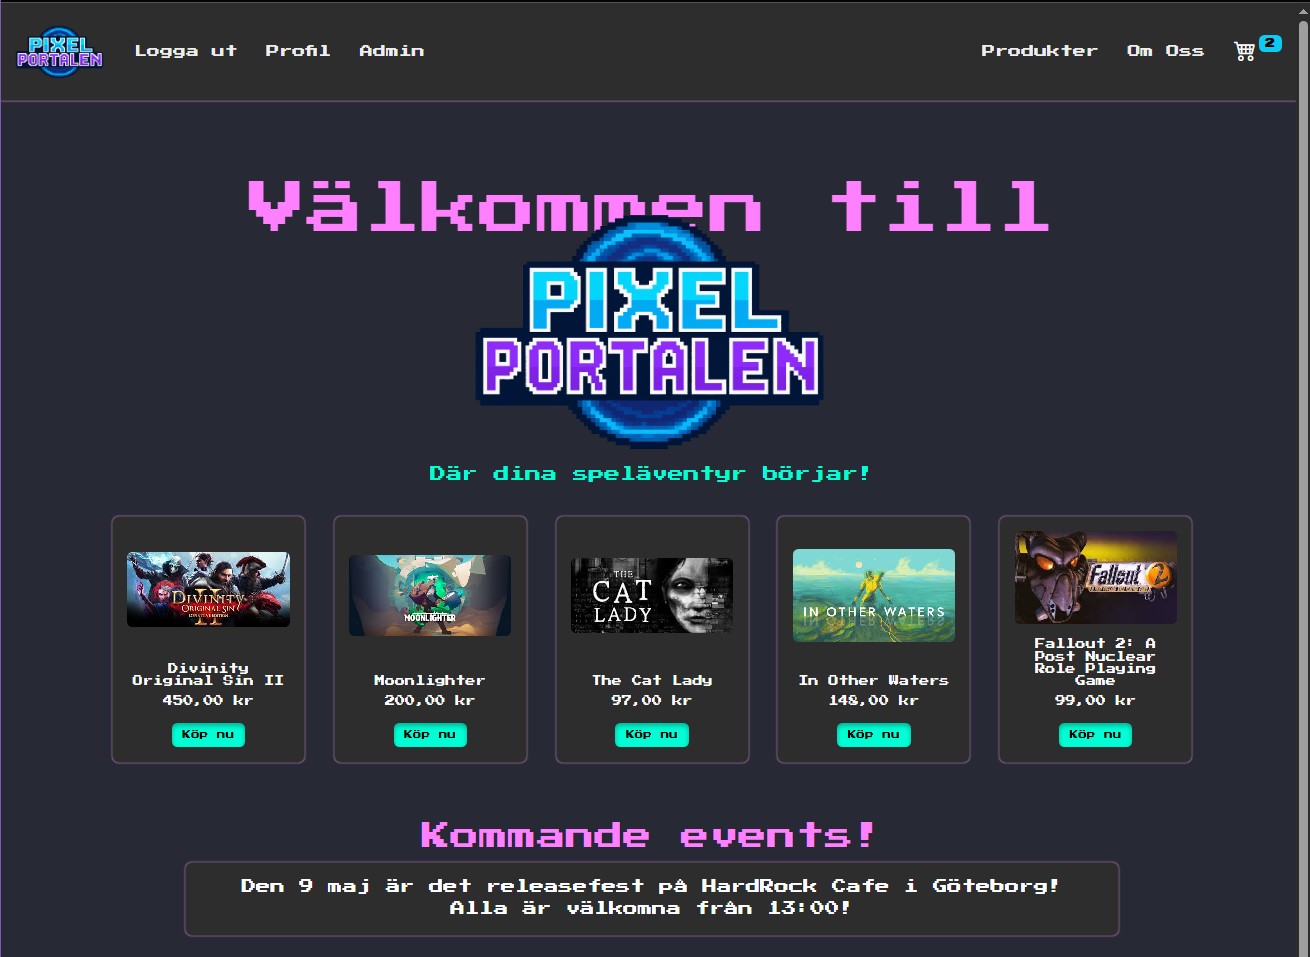 PIXEL
PORTALEN
Logga ut Profil Admin Produkter Om Oss 2
Välkommen till
PIXEL
PORTALEN
Där dina speläventyr börjar!
DIVINITY
ORIGINAL SIN
II
Divinity
Original Sin II
450,00 kr
Köp nu
MOONLIGHTER
Moonlighter
200,00 kr
Köp nu
THE
CAT
LADY
The Cat Lady
97,00 kr
Köp nu
IN OTHER WATERS
In Other Waters
148,00 kr
Köp nu
Fallout 2
Fallout 2: A
Post Nuclear
Role Playing
Game
99,00 kr
Köp nu
Kommande events!
Den 9 maj är det releasefest på HardRock Cafe i Göteborg!
Alla är välkomna från 13:00!